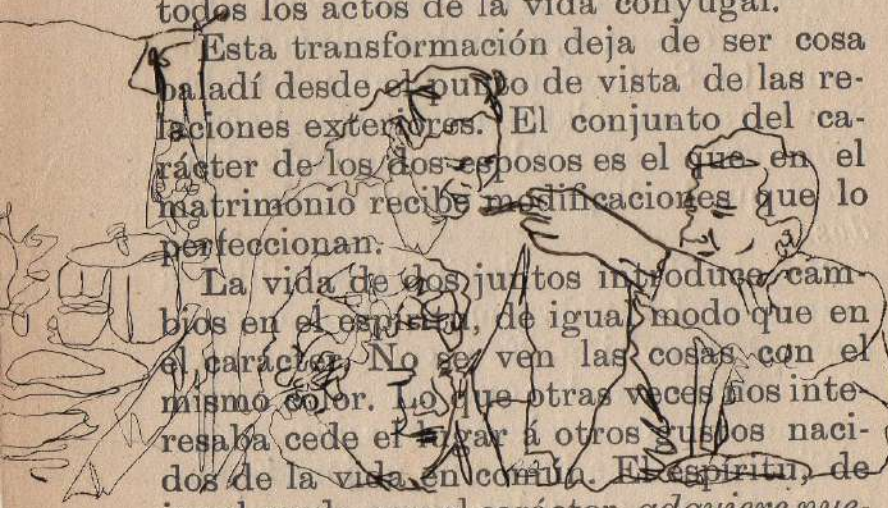 todos los actos de la vida conyugal.
Esta transformación deja de ser cosa
baladí desde el punto de vista de las re-
laciones exteriores. El conjunto del ca-
rácter de los dos esposos es el que en el
matrimonio recibe modificaciones que lo
perfeccionan.
La vida de dos juntos introduce cam-
bios en el espíritu, de igual modo que en
el carácter. No se ven las cosas con el
mismo color. Lo que otras veces nos inte-
resaba cede el lugar á otros gustos naci-
dos de la vida en común. El espíritu, de
carácter adquiere nue-